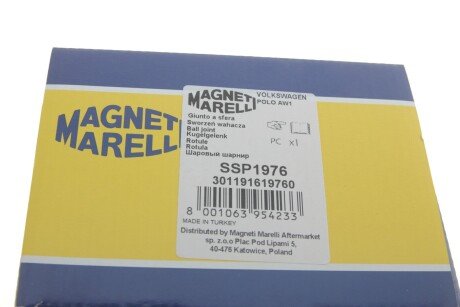 MAGNETI
MARELLI
MAGNETI
MARELLI
VOLKSWAGEN
POLO AW1
Giunto a sfera
Sworzeń wahacza
Ball joint
Kugelgelenk
Rotule
Rotula
Шаровый шарнир
PC x1
SSP1976
301191619760
8 001063 954233
MADE IN TURKEY
Distributed by Magneti Marelli Aftermarket
sp. z.o.o Plac Pod Lipami 5,
40-476 Katowice, Poland